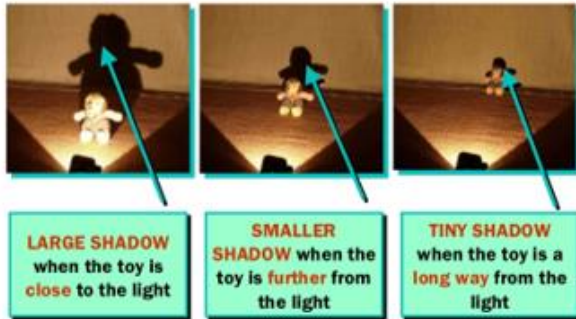 LARGE SHADOW
when the toy is
close to the light
SMALLER
SHADOW when the
toy is further from
the light
TINY SHADOW
when the toy is a
long way from the
light